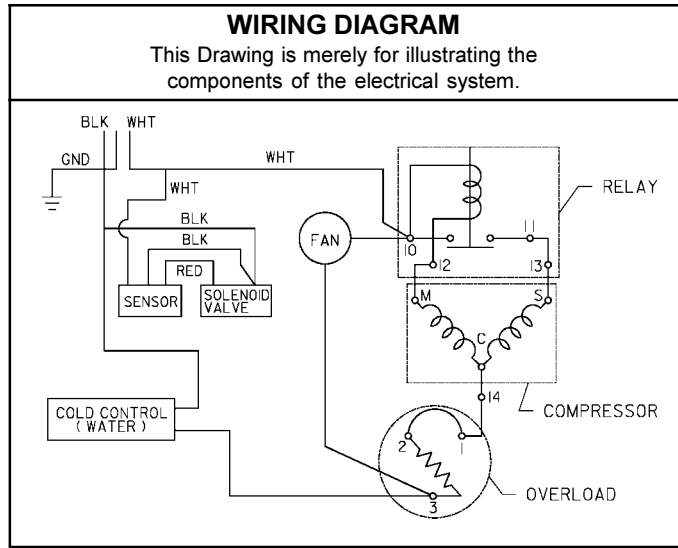 WIRING DIAGRAM
This Drawing is merely for illustrating the
components of the electrical system.
BLK WHT
GND
WHT
WHT
BLK
BLK
RED
SENSOR
SOLENOID
VALVE
FAN
RELAY
10
11
12
13
M
S
C
14
COMPRESSOR
COLD CONTROL
( WATER )
2
1
3
OVERLOAD